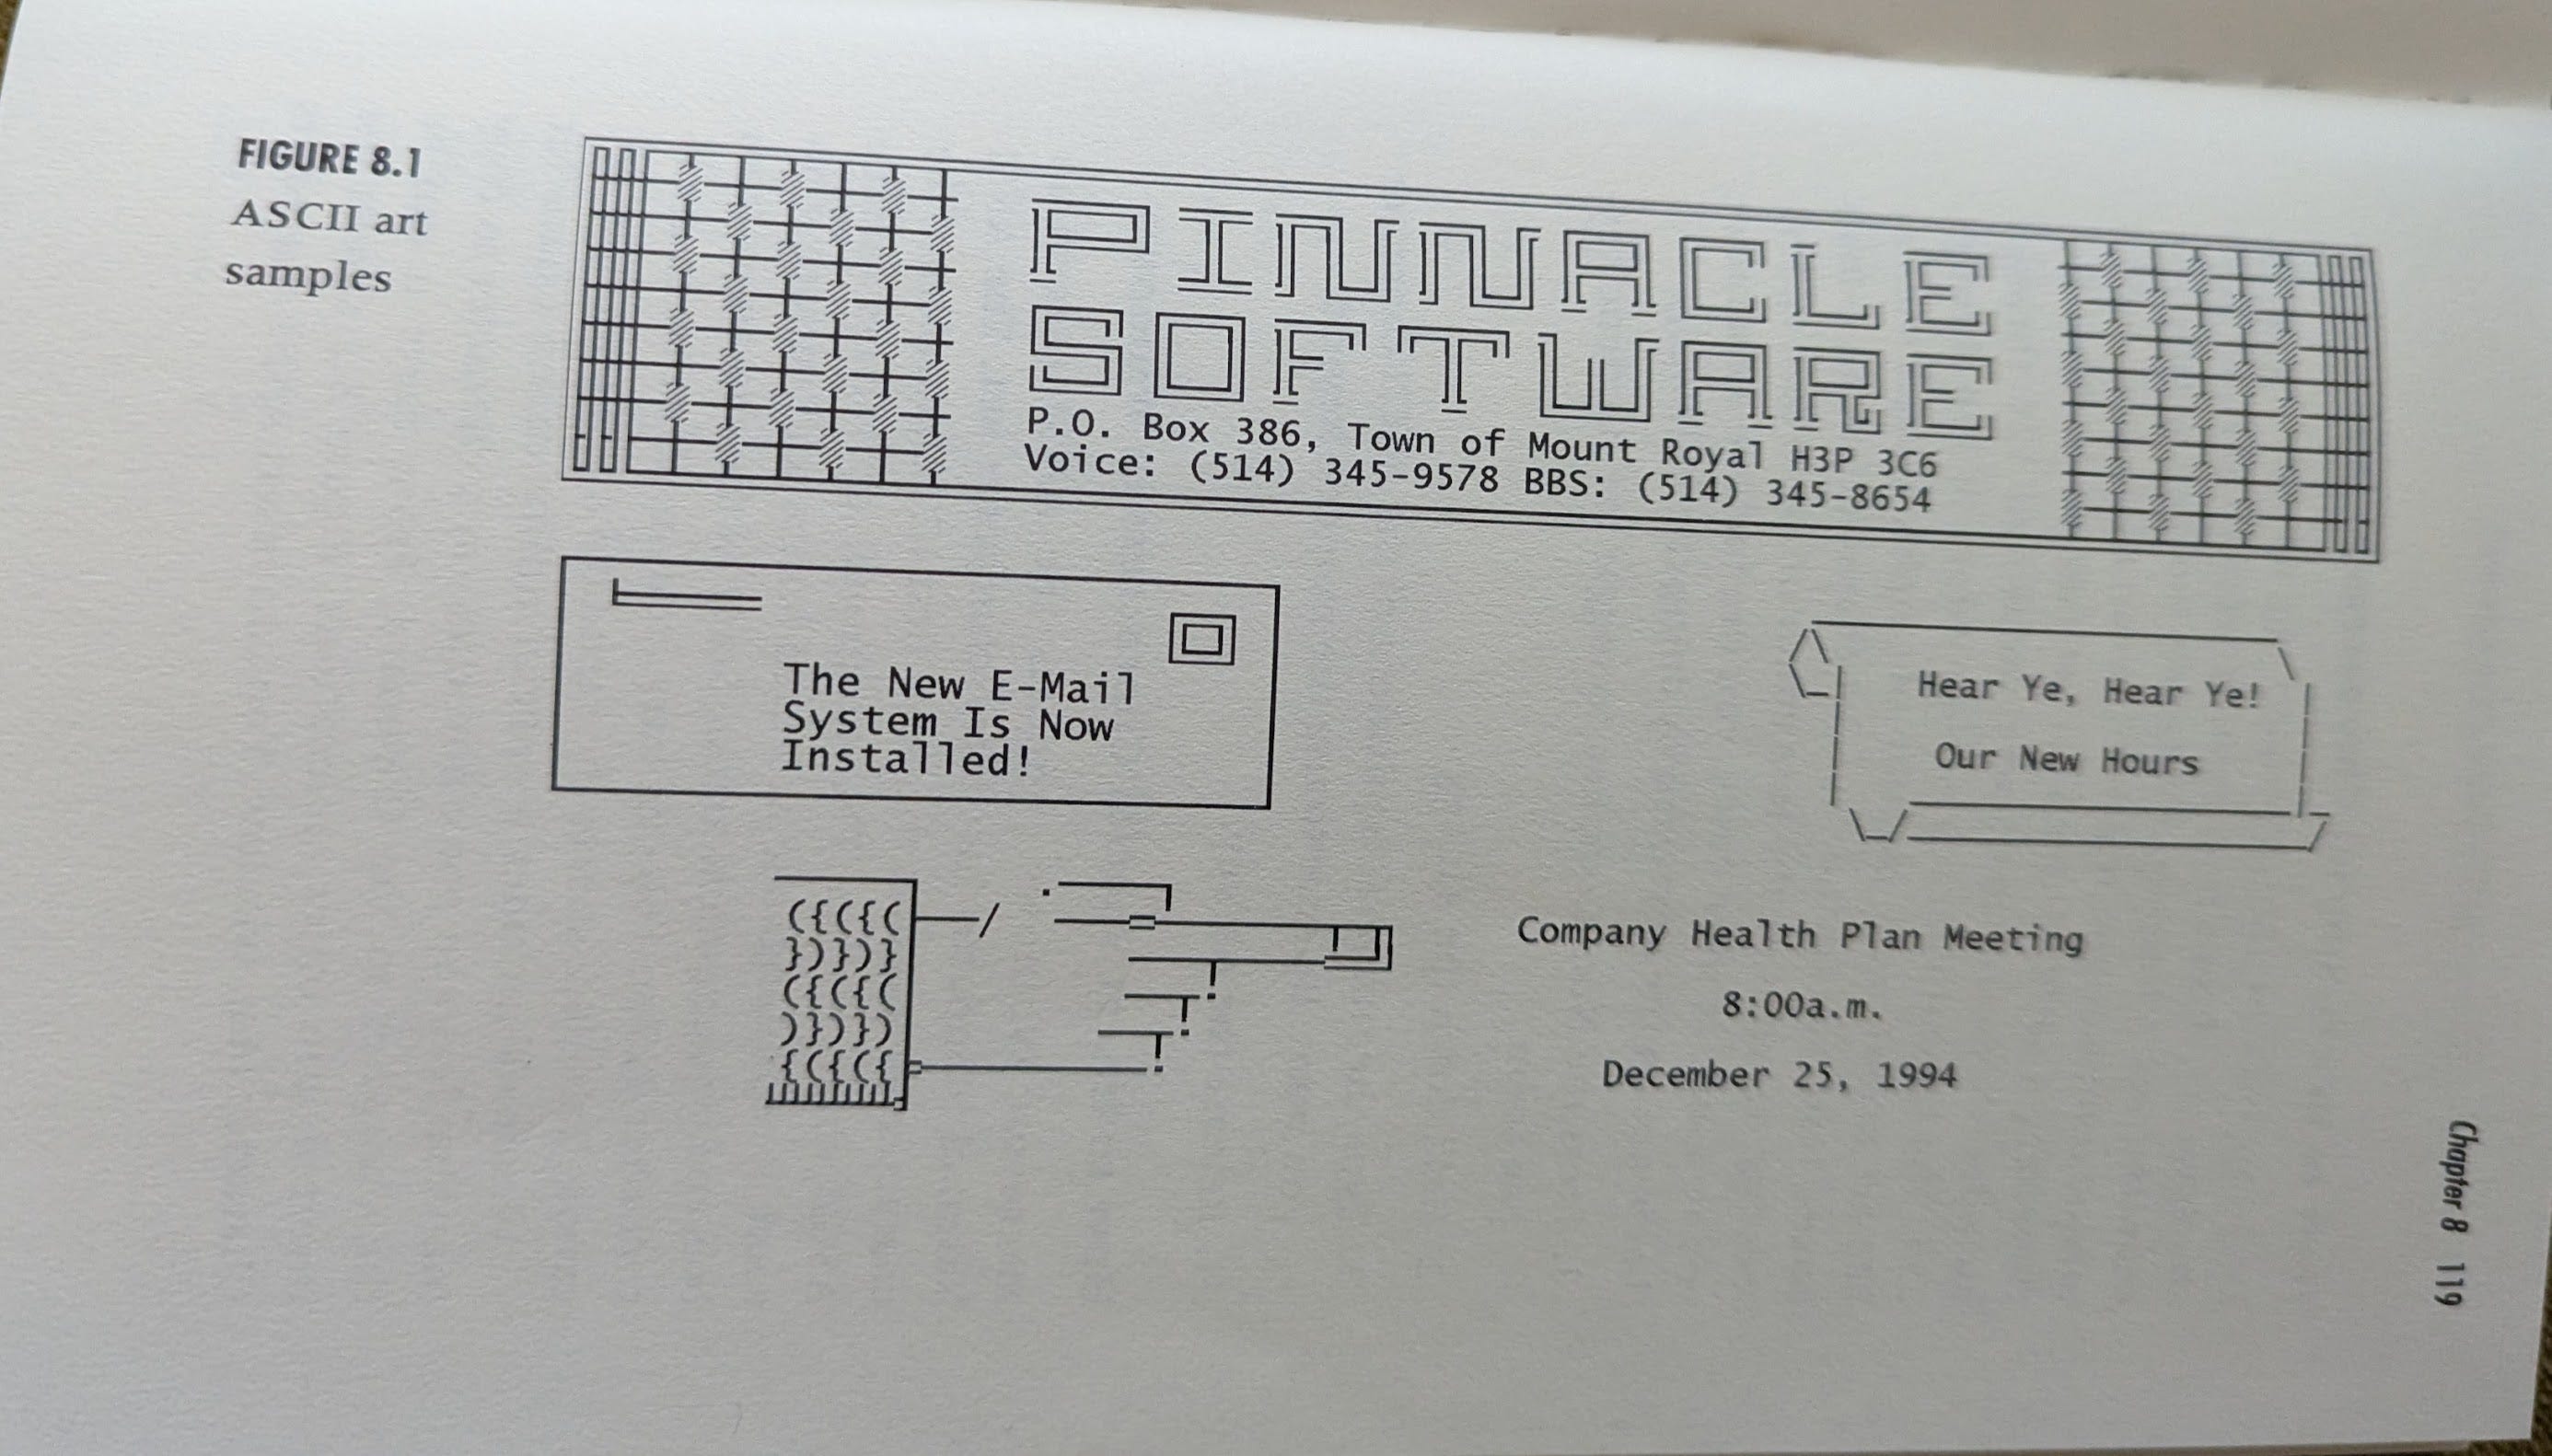 FIGURE 8.1
ASCII art
samples
PINNACLE
SOFTWARE
P.O. Box 386, Town of Mount Royal H3P 3C6
Voice: (514) 345-9578 BBS: (514) 345-8654
The New E-Mail
System Is Now
Installed!
Hear Ye, Hear Ye!
Our New Hours
Company Health Plan Meeting
8:00a.m.
December 25, 1994
Chapter 8 119